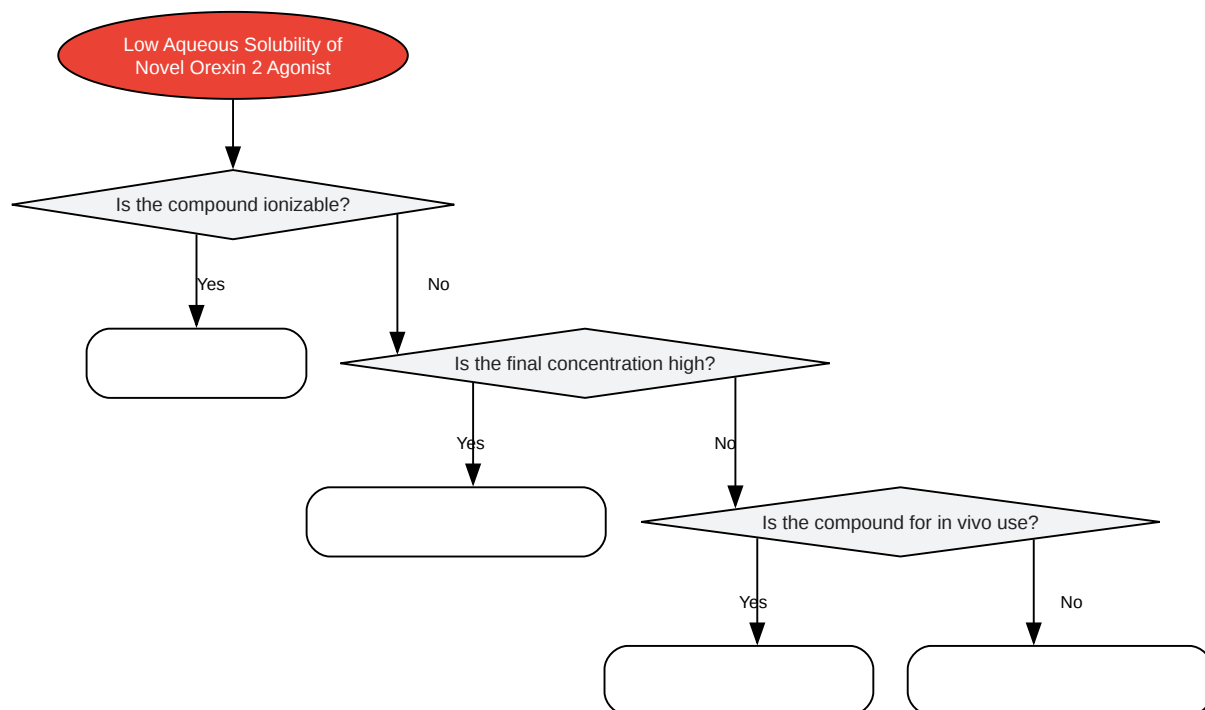 Low Aqueous Solubility of
Novel Orexin 2 Agonist
Is the compound ionizable?
Yes
No
Is the final concentration high?
Yes
No
Is the compound for in vivo use?
Yes
No